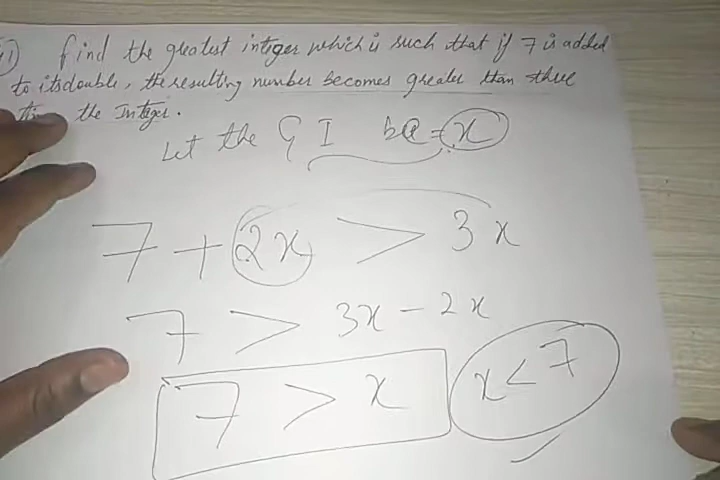 Find the greatest integer which is such that if 7 is added
to its double, the resulting number becomes greater than three
the Integer.
Let the G I be = x
7 + 2x > 3x
7 > 3x - 2x
7 > x
x < 7